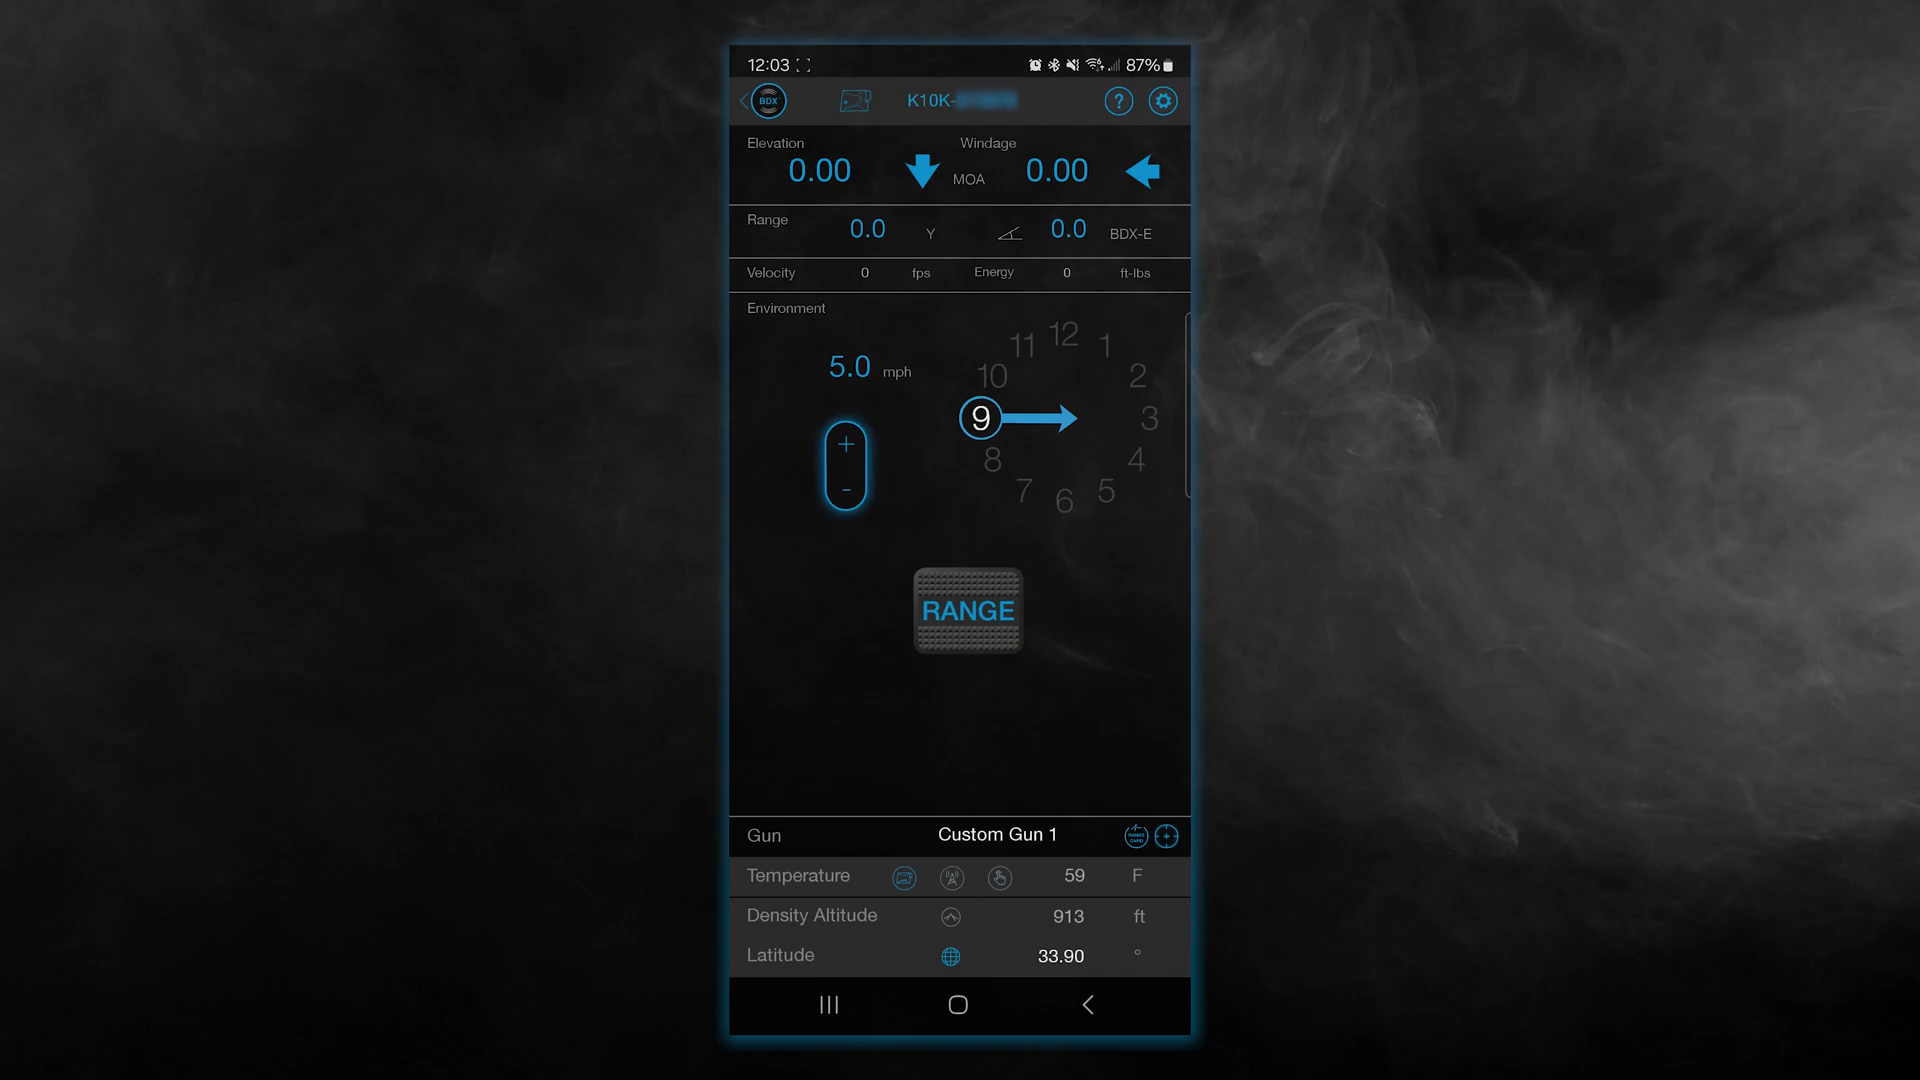 12:03 87%
BDX K10K- ?
Elevation Windage
0.00 MOA 0.00
Range 0.0 Y 0.0 BDX-E
Velocity 0 fps Energy 0 ft-lbs
Environment
5.0 mph
12
11 1
10 2
9 3
8 4
7 5
6
+
-
RANGE
Gun Custom Gun 1 RANGE CARD
Temperature 59 F
Density Altitude 913 ft
Latitude 33.90 °